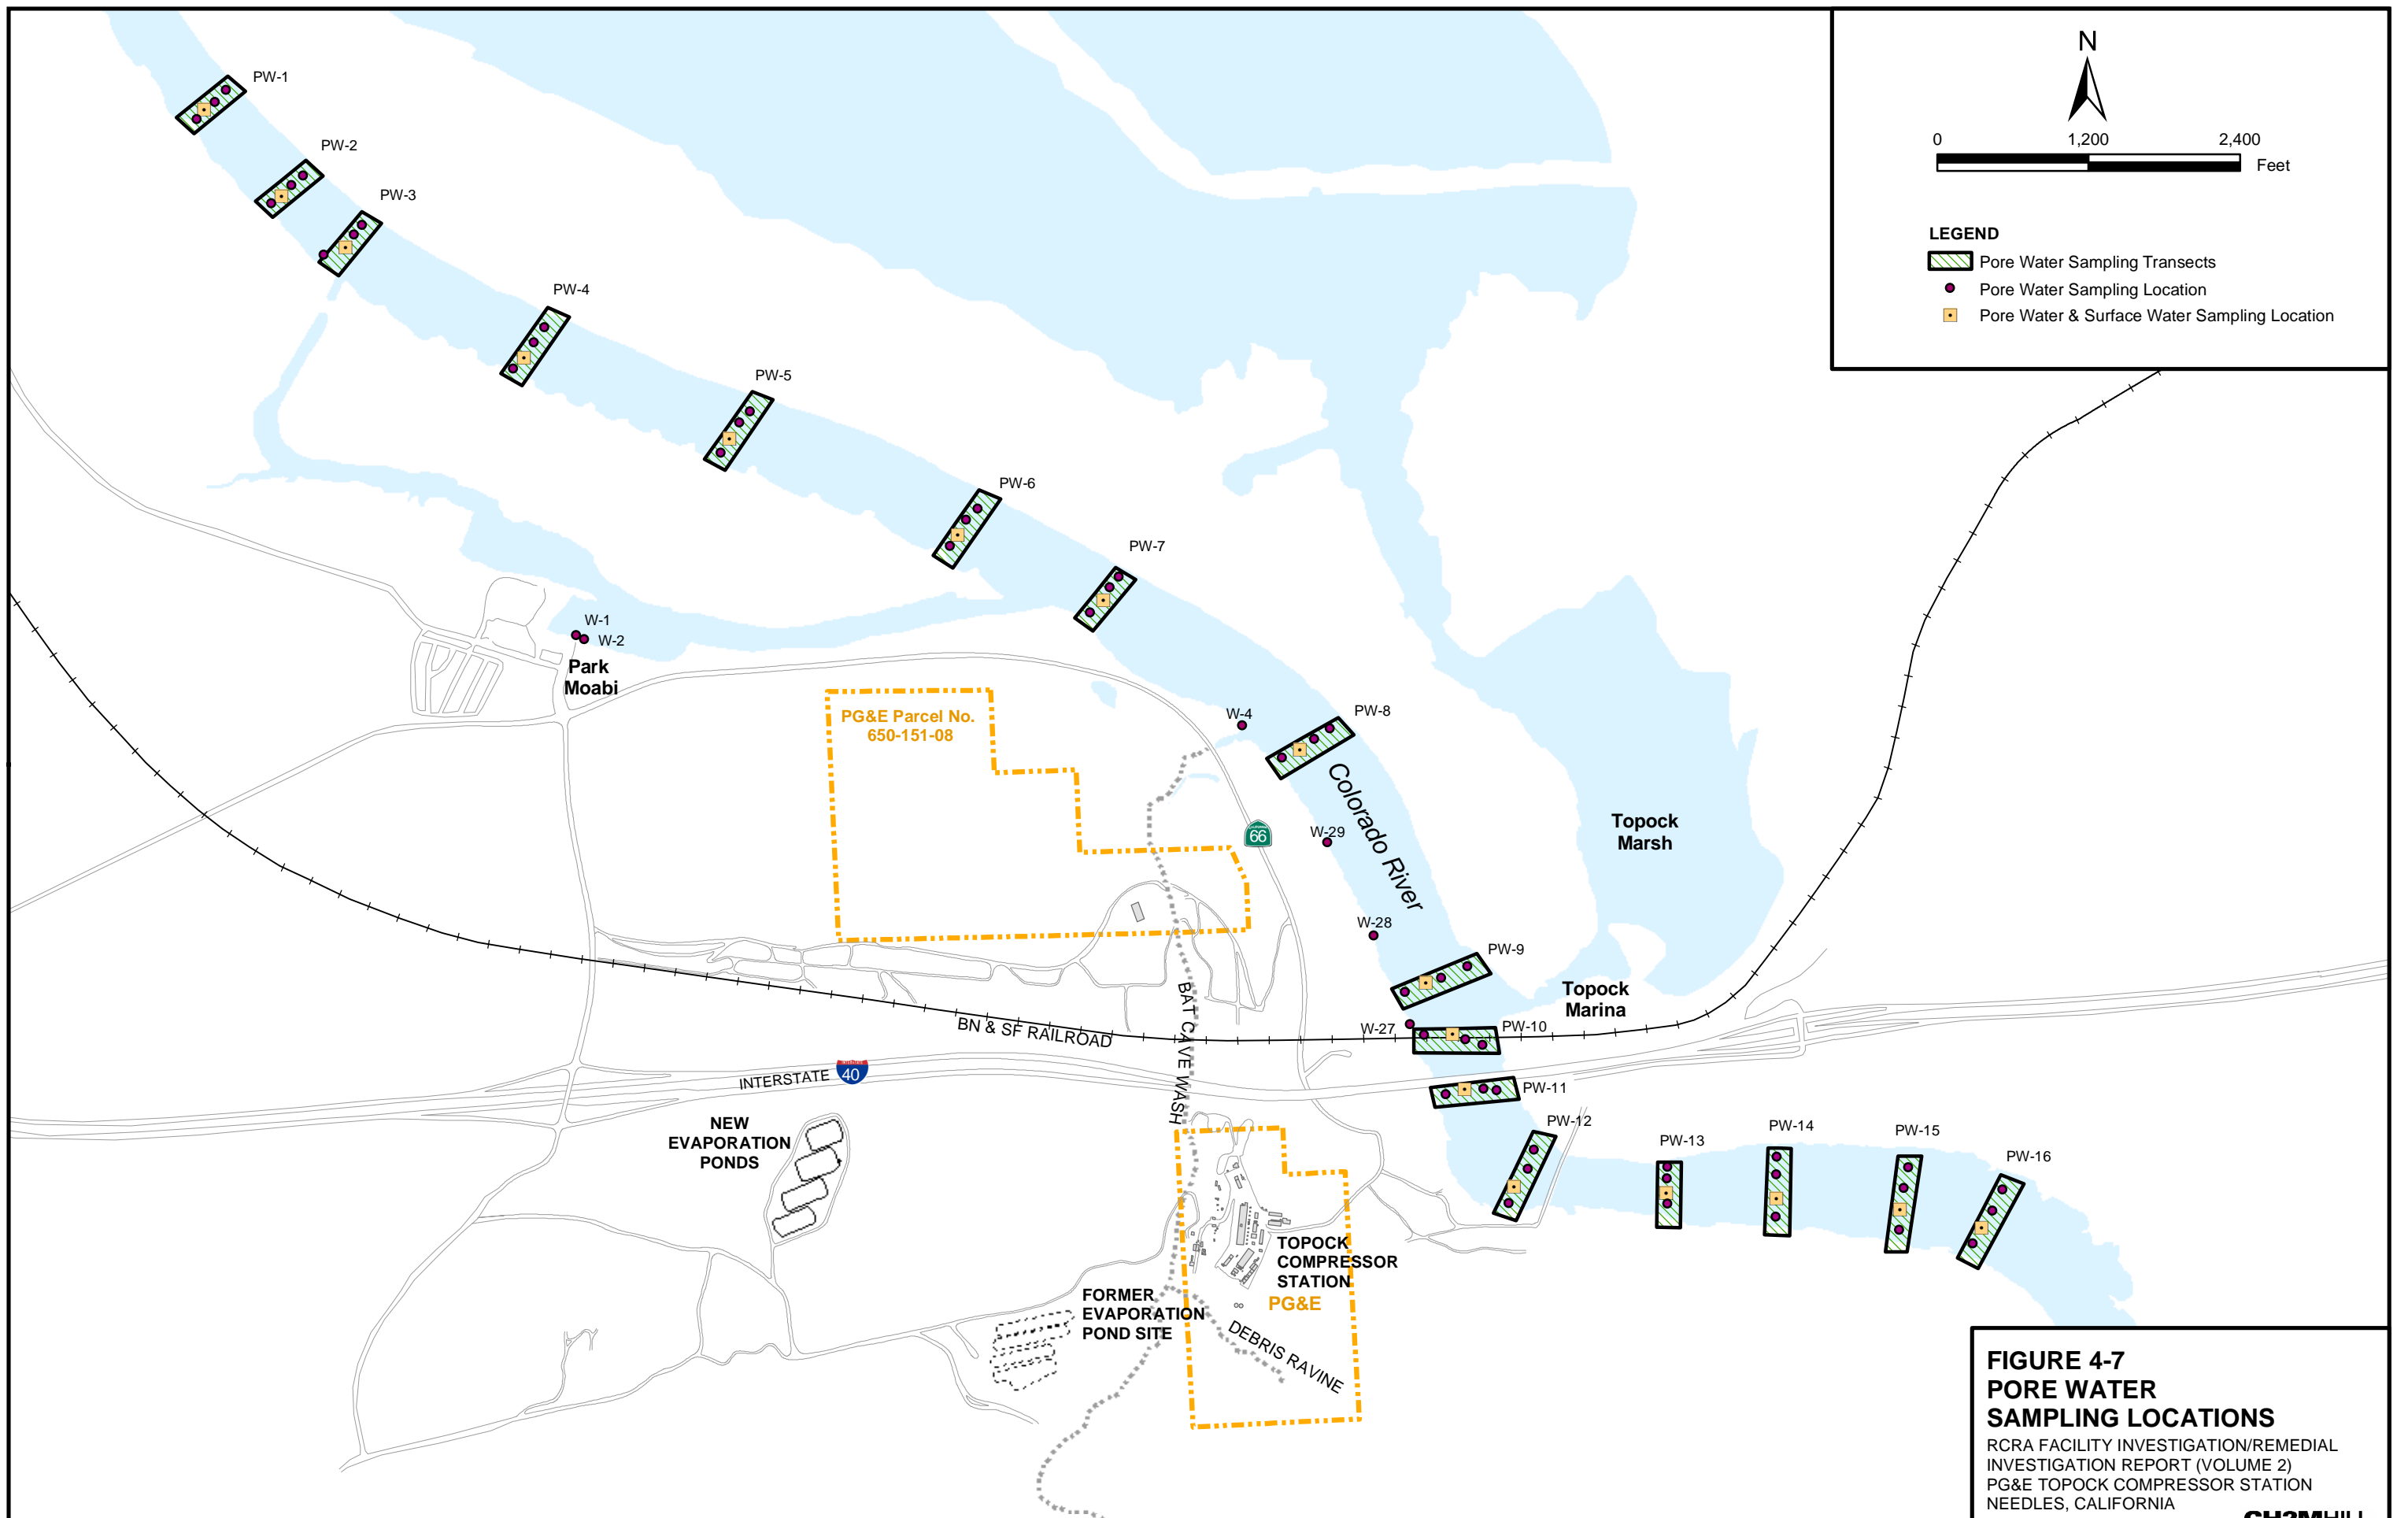 PW-1
PW-2
PW-3
PW-4
PW-5
PW-6
PW-7
W-1
W-2
Park
Moabi
PG&E Parcel No.
650-151-08
W-4
PW-8
66
Colorado River
W-29
W-28
Topock
Marsh
PW-9
Topock
Marina
W-27
PW-10
BN & SF RAILROAD
BAT CAVE WASH
INTERSTATE
40
PW-11
PW-12
PW-13
PW-14
PW-15
PW-16
NEW
EVAPORATION
PONDS
TOPOCK
COMPRESSOR
STATION
PG&E
FORMER
EVAPORATION
POND SITE
DEBRIS RAVINE
N
0 1,200 2,400
Feet
LEGEND
Pore Water Sampling Transects
Pore Water Sampling Location
Pore Water & Surface Water Sampling Location
FIGURE 4-7
PORE WATER
SAMPLING LOCATIONS
RCRA FACILITY INVESTIGATION/REMEDIAL
INVESTIGATION REPORT (VOLUME 2)
PG&E TOPOCK COMPRESSOR STATION
NEEDLES, CALIFORNIA
CH2MHILL